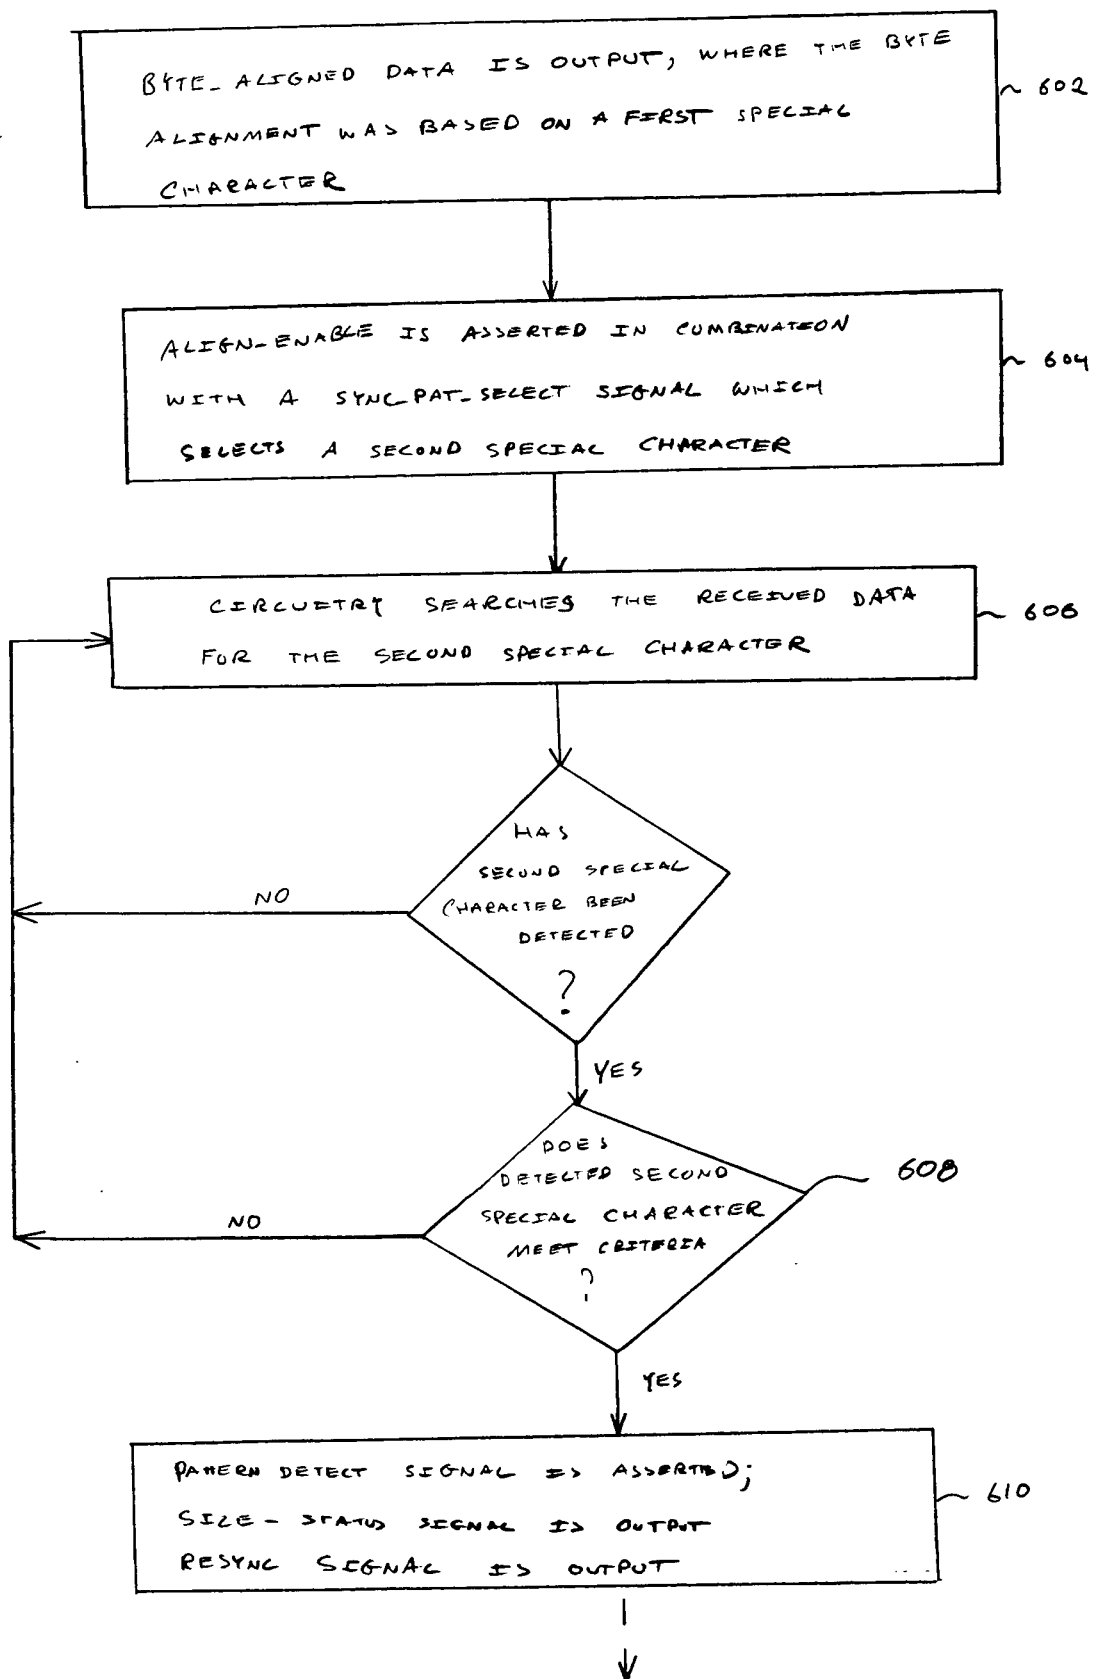 BYTE_ALIGNED DATA IS OUTPUT, WHERE THE BYTE
ALIGNMENT WAS BASED ON A FIRST SPECIAL
CHARACTER
602
ALIGN_ENABLE IS ASSERTED IN COMBINATION
WITH A SYNC_PAT_SELECT SIGNAL WHICH
SELECTS A SECOND SPECIAL CHARACTER
604
CIRCUITRY SEARCHES THE RECEIVED DATA
FOR THE SECOND SPECIAL CHARACTER
606
HAS
SECOND SPECIAL
CHARACTER BEEN
DETECTED
?
NO
YES
DOES
DETECTED SECOND
SPECIAL CHARACTER
MEET CRITERIA
?
608
NO
YES
PATTERN DETECT SIGNAL IS ASSERTED;
SIZE-STATUS SIGNAL IS OUTPUT
RESYNC SIGNAL IS OUTPUT
610